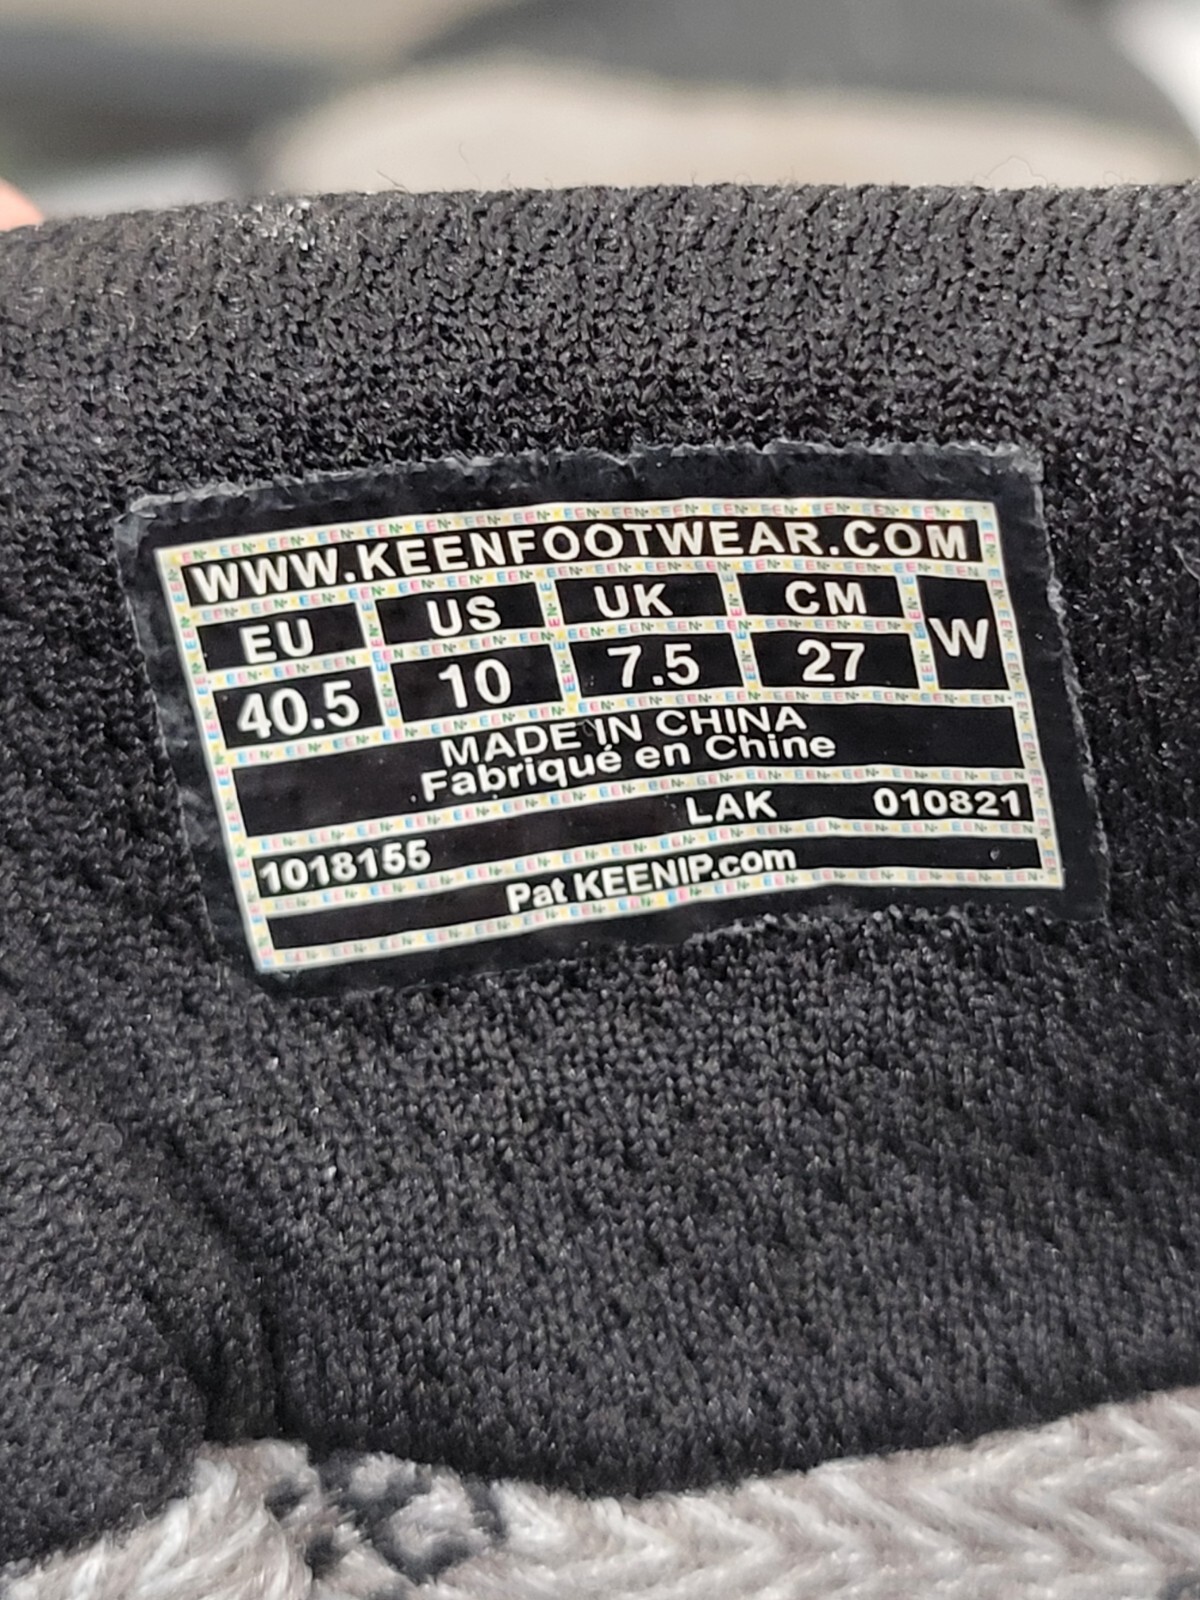 WWW.KEENFOOTWEAR.COM
EU US UK CM W
40.5 10 7.5 27
MADE IN CHINA
Fabriqué en Chine
1018155 LAK 010821
Pat KEENIP.com